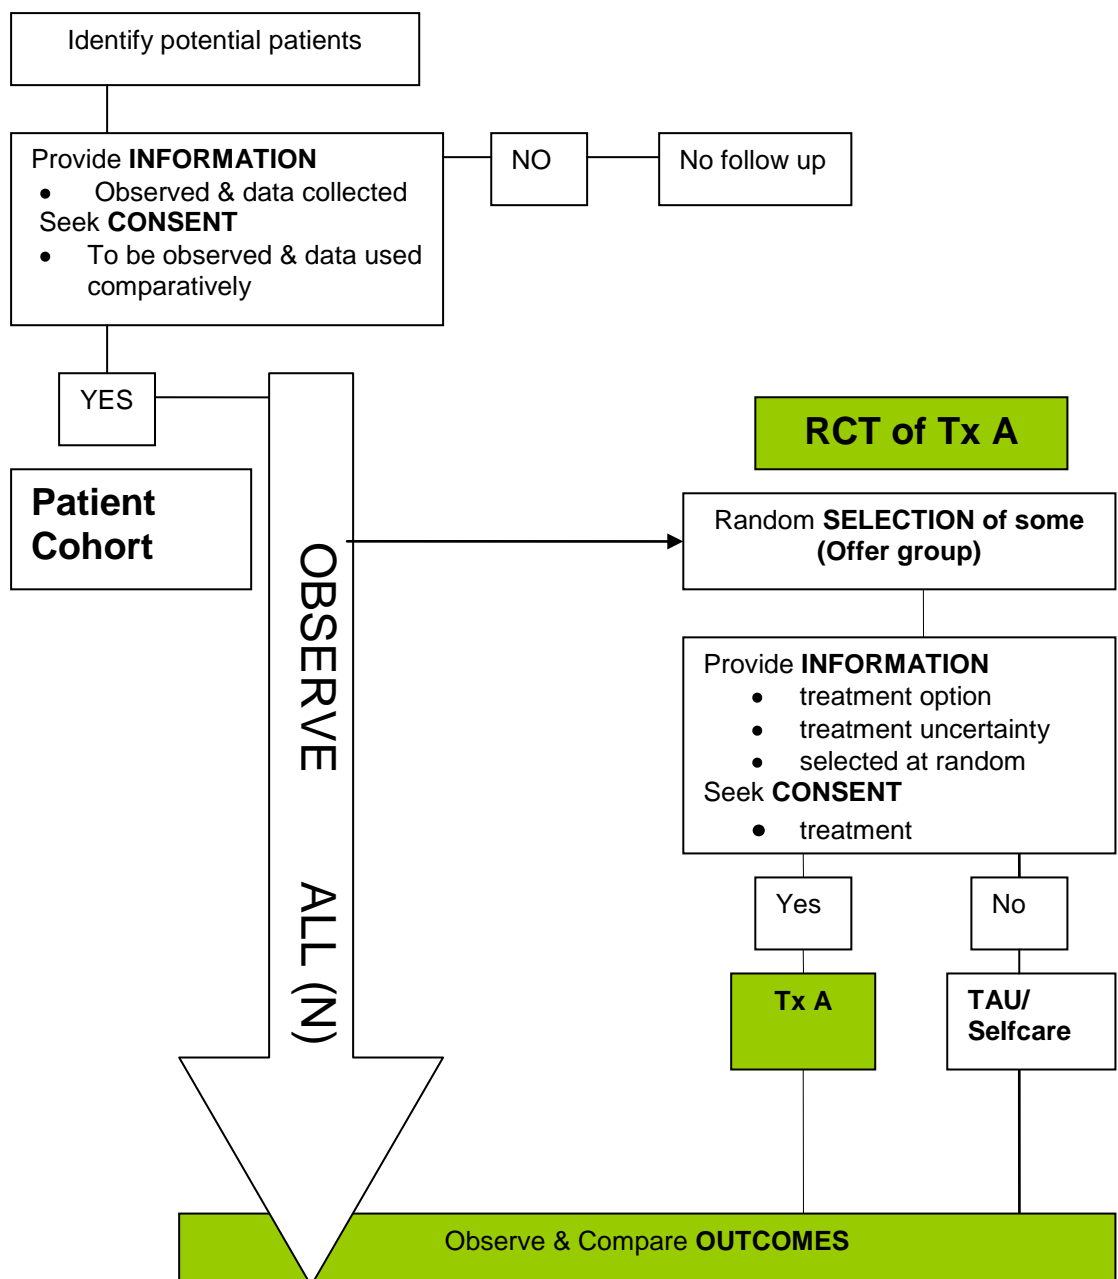 Identify potential patients
Provide INFORMATION
• Observed & data collected
Seek CONSENT
• To be observed & data used
comparatively
NO
No follow up
YES
Patient
Cohort
OBSERVE ALL (N)
RCT of Tx A
Random SELECTION of some
(Offer group)
Provide INFORMATION
• treatment option
• treatment uncertainty
• selected at random
Seek CONSENT
• treatment
Yes
No
Tx A
TAU/
Selfcare
Observe & Compare OUTCOMES